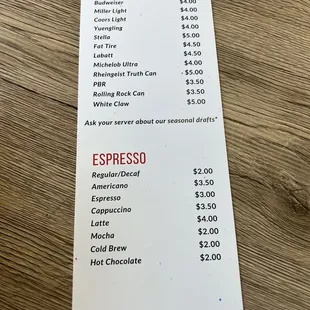 Budweiser $4.00
Miller Light $4.00
Coors Light $4.00
Yuengling $4.00
Stella $5.00
Fat Tire $4.50
Labatt $4.50
Michelob Ultra $4.00
Rheingeist Truth Can $5.00
PBR $3.50
Rolling Rock Can $3.50
White Claw $5.00
Ask your server about our seasonal drafts*
ESPRESSO
Regular/Decaf $2.00
Americano $3.50
Espresso $3.00
Cappuccino $3.50
Latte $4.00
Mocha $2.00
Cold Brew $2.00
Hot Chocolate $2.00